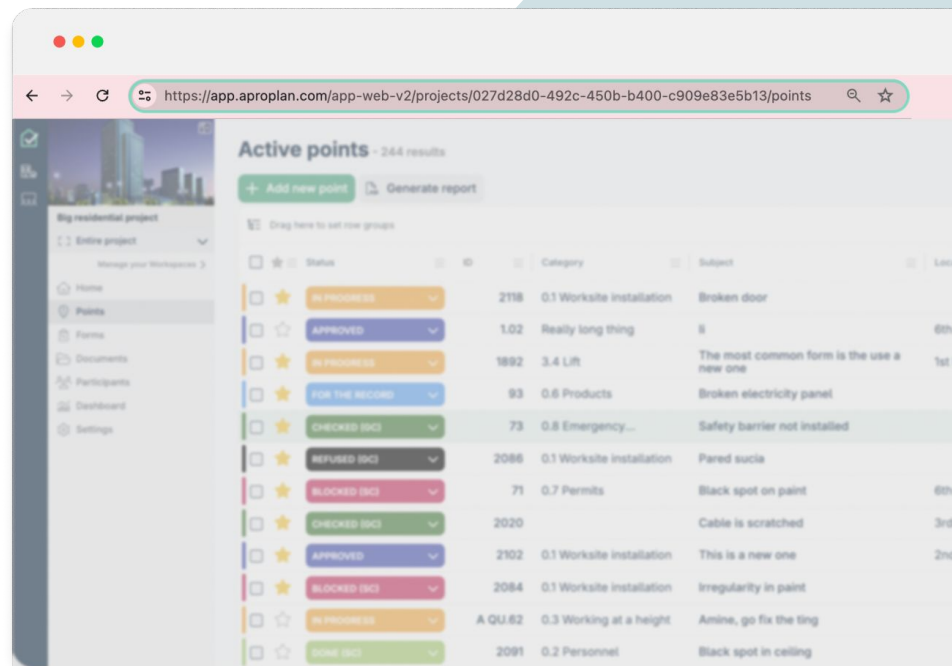 https://app.aproplan.com/app-web-v2/projects/027d28d0-492c-450b-b400-c909e83e5b13/points
Active points - 244 results
+ Add new point Generate report
Big residential project
Drag here to set row groups
Entire project
Manage your Workspaces >
Status ID Category Subject Loc
Home
IN PROGRESS 2118 0.1 Worksite installation Broken door
Points
Forms
APPROVED 1.02 Really long thing li 6th
Documents
IN PROGRESS 1892 3.4 Lift The most common form is the use a new one 1st
Participants
FOR THE RECORD 93 0.6 Products Broken electricity panel
Dashboard
Settings
CHECKED (GC) 73 0.8 Emergency... Safety barrier not installed
REFUSED (GC) 2086 0.1 Worksite installation Pared sucia
BLOCKED (SC) 71 0.7 Permits Black spot on paint 6th
CHECKED (GC) 2020 Cable is scratched 3rd
APPROVED 2102 0.1 Worksite installation This is a new one 2nd
BLOCKED (SC) 2084 0.1 Worksite installation Irregularity in paint
IN PROGRESS A QU.62 0.3 Working at a height Amine, go fix the ting
DONE (SC) 2091 0.2 Personnel Black spot in ceiling